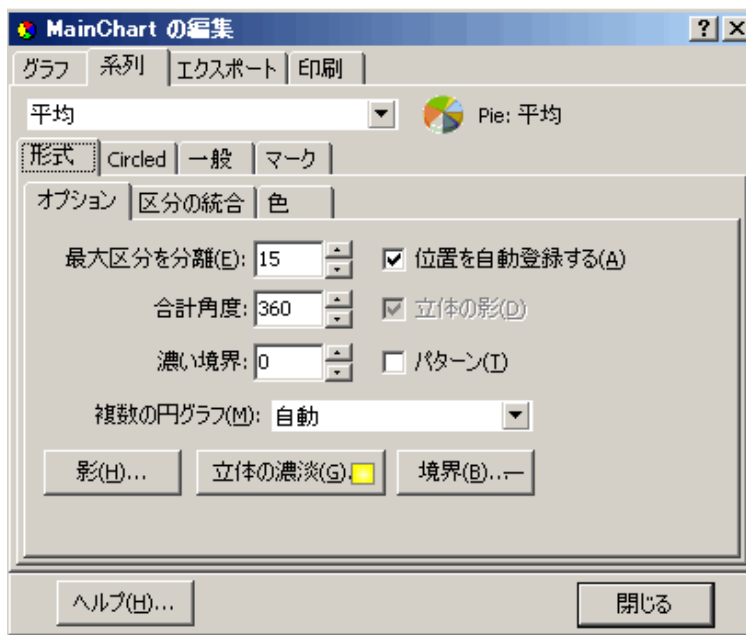 MainChart の編集
グラフ 系列 エクスポート 印刷
平均 Pie: 平均
形式 Circled 一般 マーク
オプション 区分の統合 色
最大区分を分離(E): 15 位置を自動登録する(A)
合計角度: 360 立体の影(D)
濃い境界: 0 パターン(T)
複数の円グラフ(M): 自動
影(H)... 立体の濃淡(G). 境界(B)...
ヘルプ(H)... 閉じる